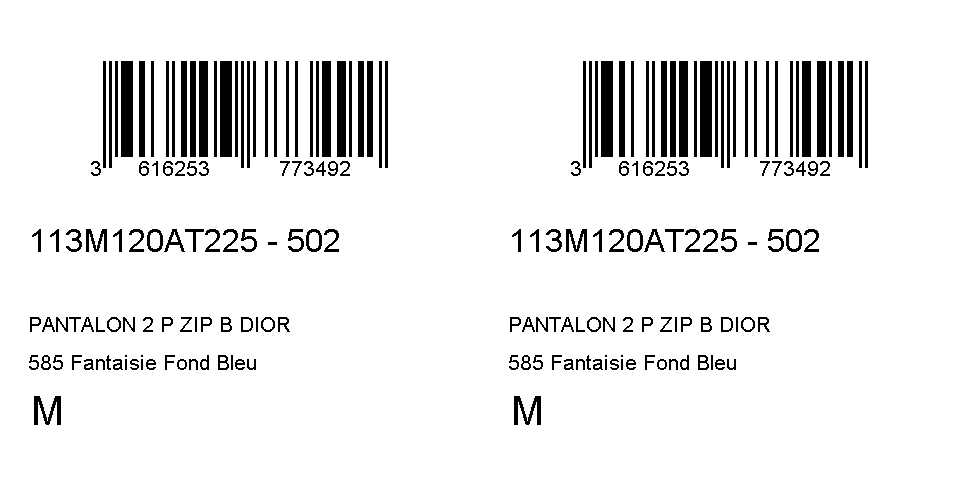 3 616253 773492
113M120AT225 - 502
PANTALON 2 P ZIP B DIOR
585 Fantaisie Fond Bleu
M
3 616253 773492
113M120AT225 - 502
PANTALON 2 P ZIP B DIOR
585 Fantaisie Fond Bleu
M